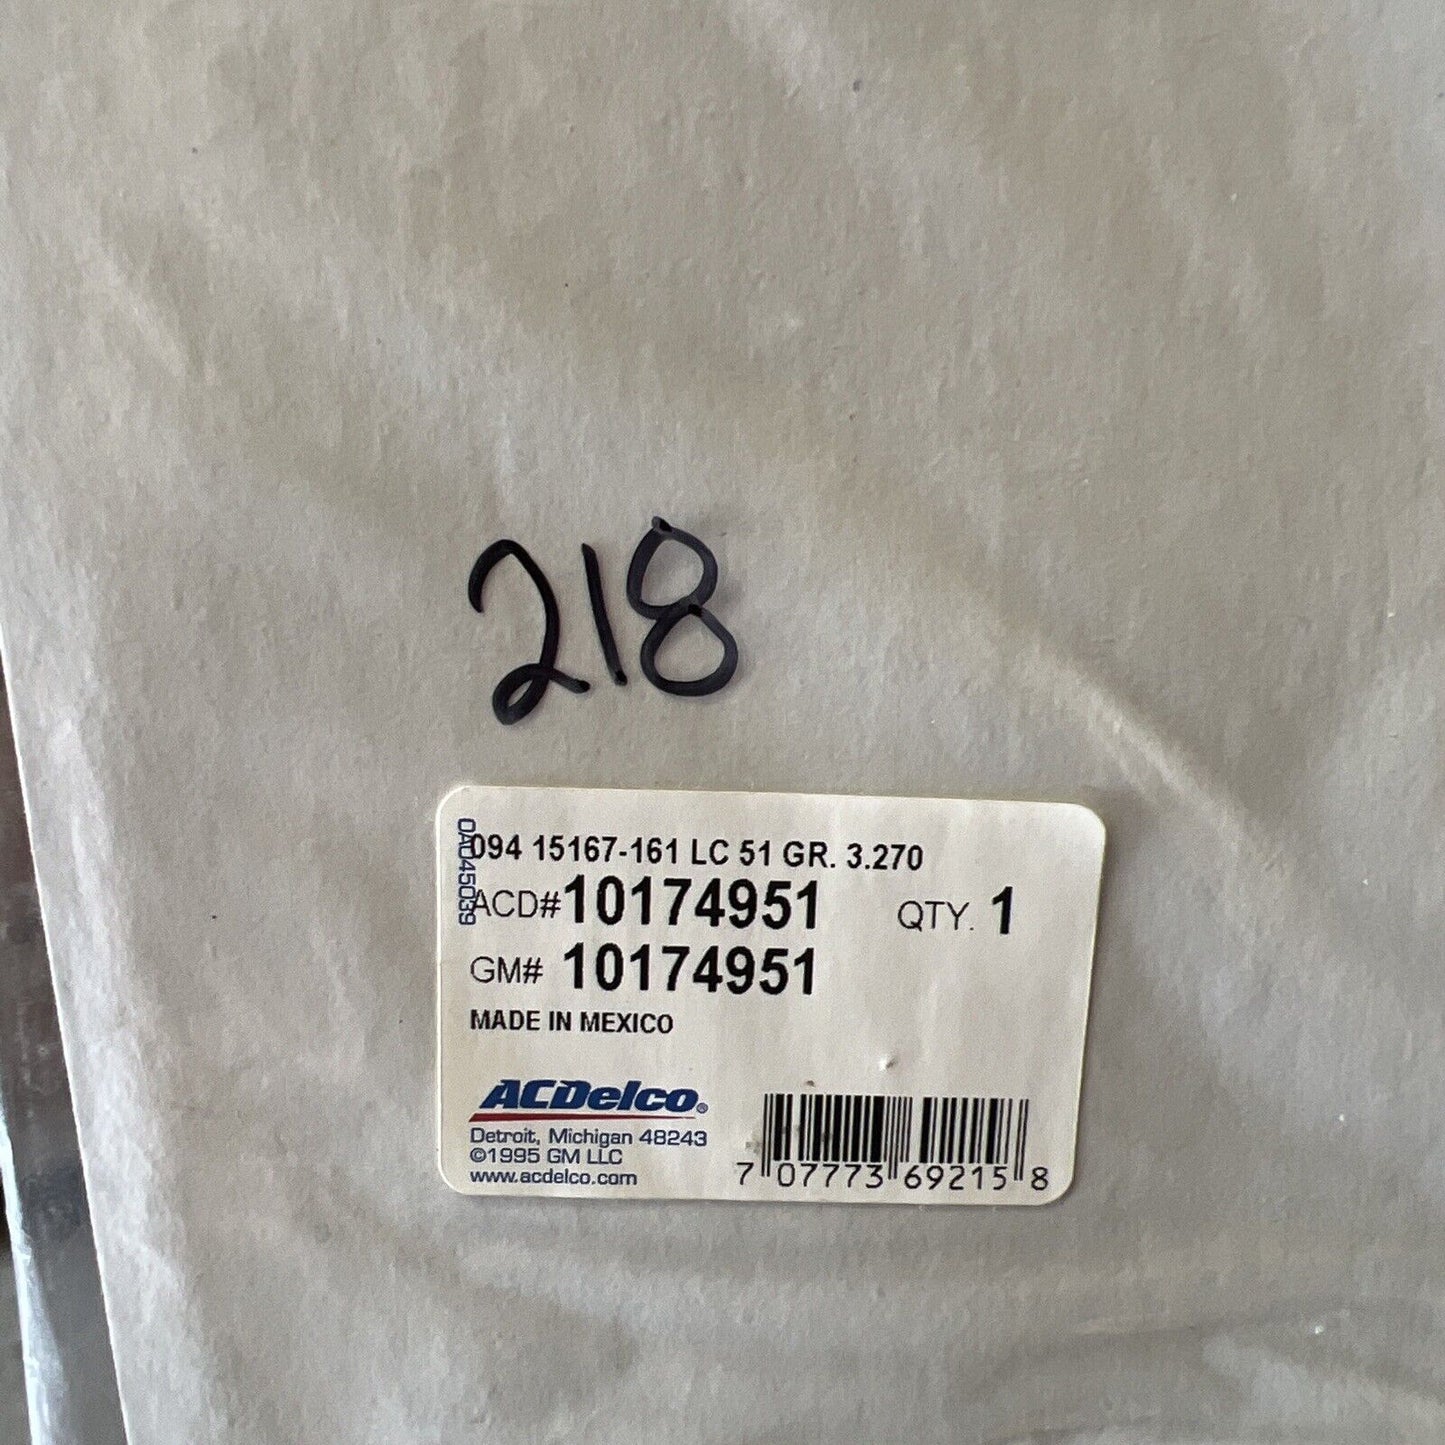 218
094 15167-161 LC 51 GR. 3.270
0A045039
ACD# 10174951 QTY. 1
GM# 10174951
MADE IN MEXICO
ACDelco®
Detroit, Michigan 48243
©1995 GM LLC
www.acdelco.com
7 07773 69215 8